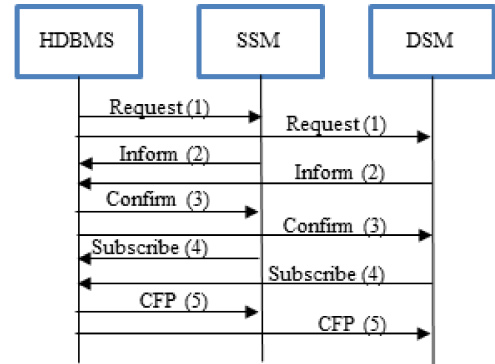 HDBMS
SSM
DSM
Request (1)
Request (1)
Inform (2)
Inform (2)
Confirm (3)
Confirm (3)
Subscribe (4)
Subscribe (4)
CFP (5)
CFP (5)